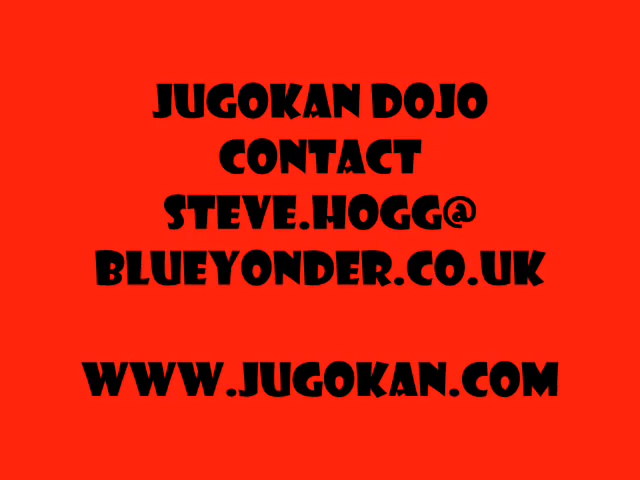 JUGOKAN DOJO
CONTACT
STEVE.HOGG@
BLUEYONDER.CO.UK
WWW.JUGOKAN.COM